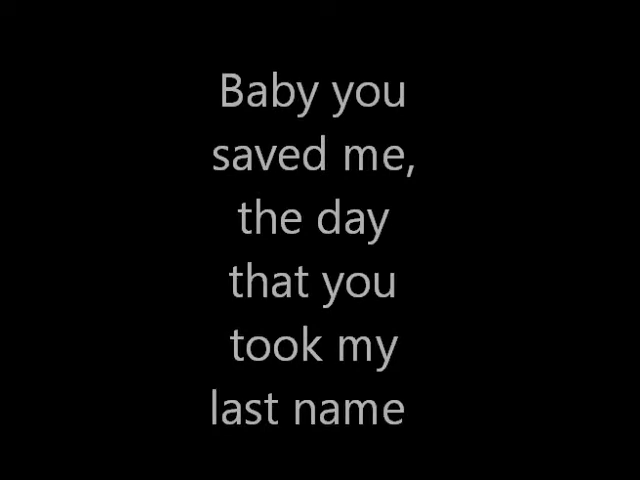 Baby you
saved me,
the day
that you
took my
last name